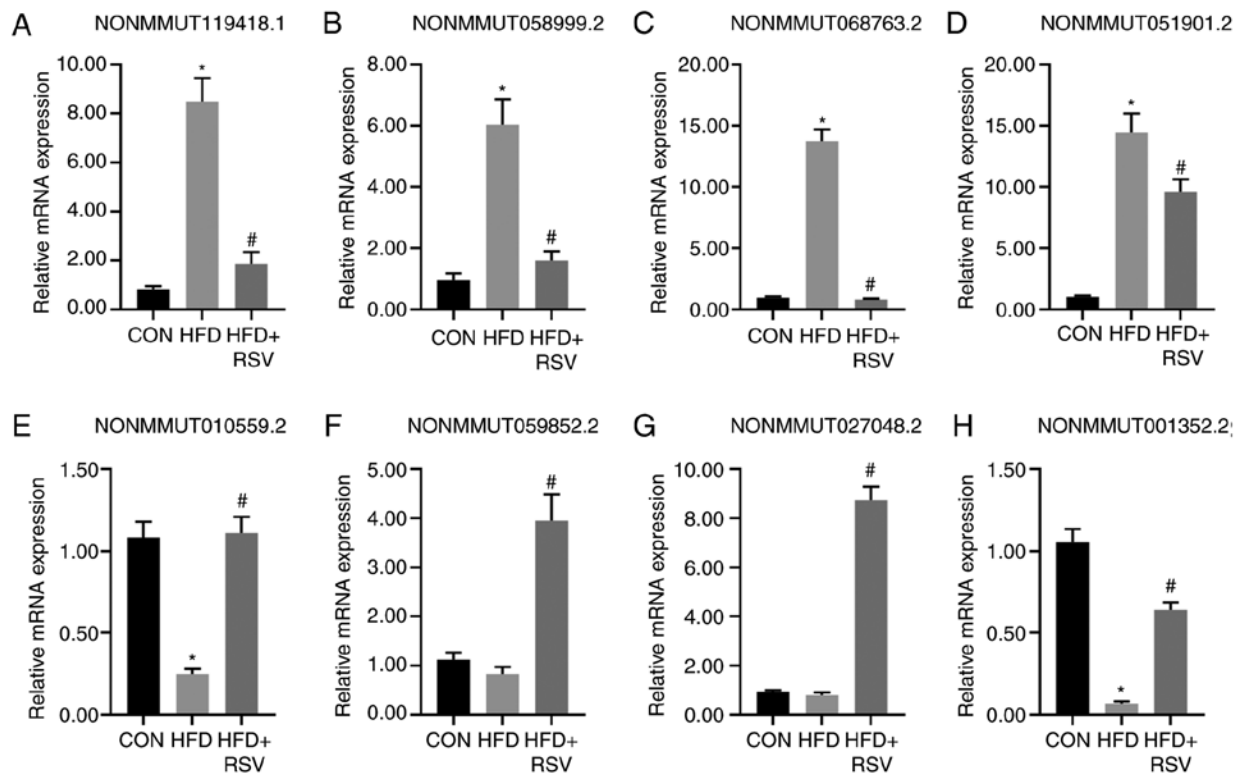 A NONMMUT119418.1
Relative mRNA expression
10.00
8.00
6.00
4.00
2.00
0.00
*
#
CON HFD HFD+
RSV
B NONMMUT058999.2
Relative mRNA expression
8.00
6.00
4.00
2.00
0.00
*
#
CON HFD HFD+
RSV
C NONMMUT068763.2
Relative mRNA expression
20.00
15.00
10.00
5.00
0.00
*
#
CON HFD HFD+
RSV
D NONMMUT051901.2
Relative mRNA expression
20.00
15.00
10.00
5.00
0.00
*
#
CON HFD HFD+
RSV
E NONMMUT010559.2
Relative mRNA expression
1.50
1.00
0.50
0.00
*
#
CON HFD HFD+
RSV
F NONMMUT059852.2
Relative mRNA expression
5.00
4.00
3.00
2.00
1.00
0.00
#
CON HFD HFD+
RSV
G NONMMUT027048.2
Relative mRNA expression
10.00
8.00
6.00
4.00
2.00
0.00
#
CON HFD HFD+
RSV
H NONMMUT001352.2
Relative mRNA expression
1.50
1.00
0.50
0.00
*
#
CON HFD HFD+
RSV